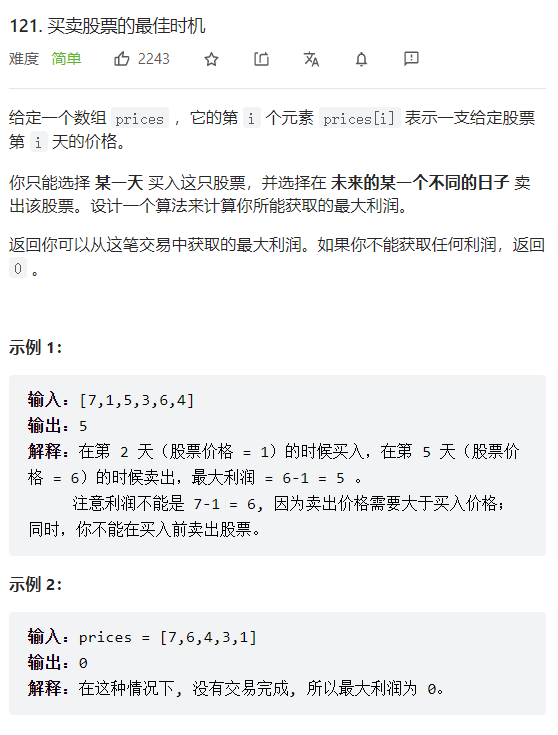 121. 买卖股票的最佳时机
难度 简单 2243
给定一个数组 prices ，它的第 i 个元素 prices[i] 表示一支给定股票
第 i 天的价格。
你只能选择 某一天 买入这只股票，并选择在 未来的某一个不同的日子 卖
出该股票。设计一个算法来计算你所能获取的最大利润。
返回你可以从这笔交易中获取的最大利润。如果你不能获取任何利润，返回
0 。
示例 1：
输入：[7,1,5,3,6,4]
输出：5
解释：在第 2 天（股票价格 = 1）的时候买入，在第 5 天（股票价
格 = 6）的时候卖出，最大利润 = 6-1 = 5 。
注意利润不能是 7-1 = 6, 因为卖出价格需要大于买入价格；
同时，你不能在买入前卖出股票。
示例 2：
输入：prices = [7,6,4,3,1]
输出：0
解释：在这种情况下, 没有交易完成, 所以最大利润为 0。